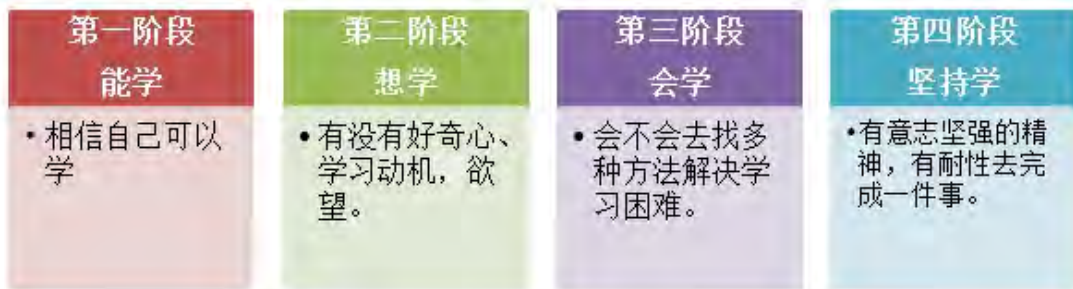 第一阶段
能学
• 相信自己可以
学
第二阶段
想学
• 有没有好奇心、
学习动机，欲
望。
第三阶段
会学
• 会不会去找多
种方法解决学
习困难。
第四阶段
坚持学
•有意志坚强的精
神，有耐性去完
成一件事。